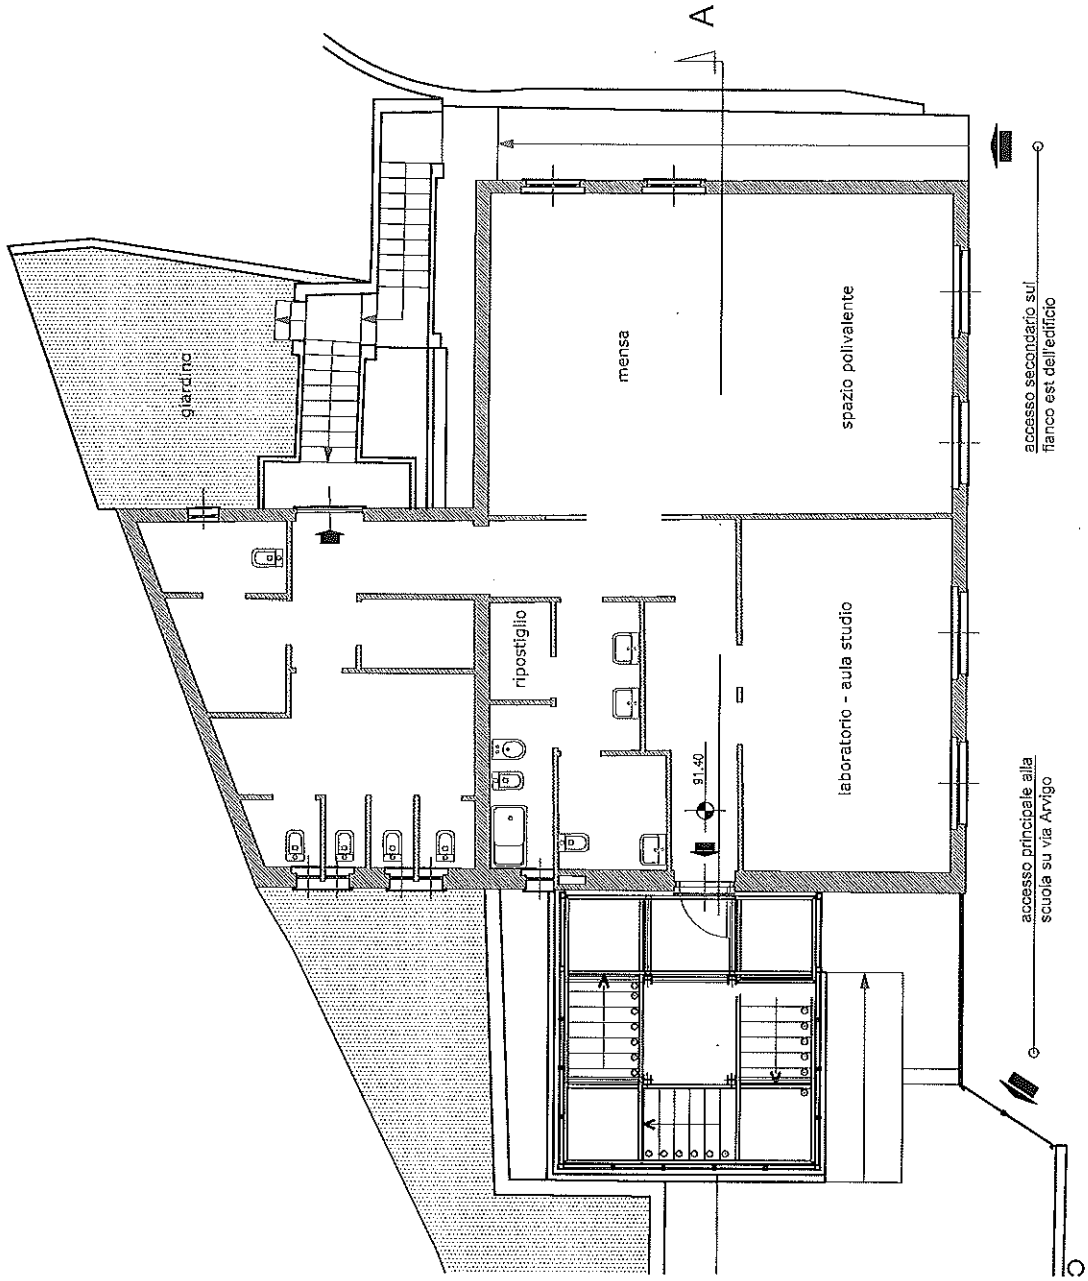 A
accesso secondario sul
fianco est dell'edificio
giardino
mensa
spazio polivalente
ripostiglio
laboratorio - aula studio
91.40
accesso principale alla
scuola su via Arvigo
C